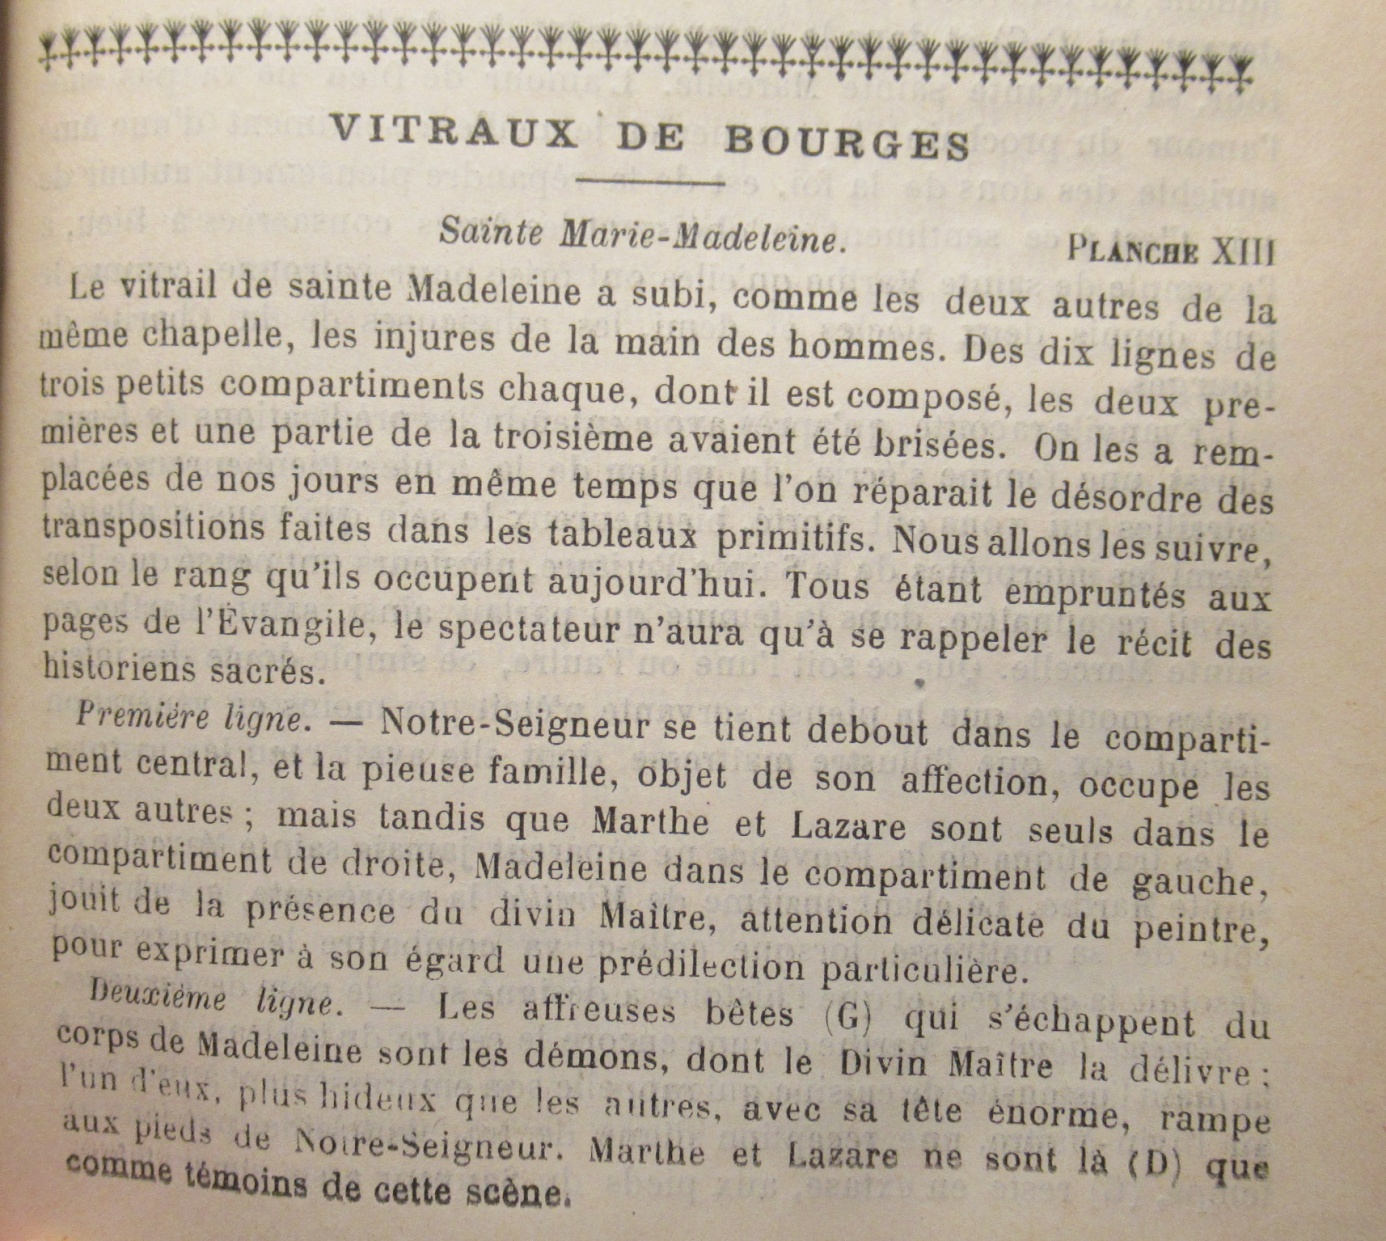 VITRAUX DE BOURGES
Sainte Marie-Madeleine. PLANCHE XIII
Le vitrail de sainte Madeleine a subi, comme les deux autres de la
même chapelle, les injures de la main des hommes. Des dix lignes de
trois petits compartiments chaque, dont il est composé, les deux pre-
mières et une partie de la troisième avaient été brisées. On les a rem-
placées de nos jours en même temps que l'on réparait le désordre des
transpositions faites dans les tableaux primitifs. Nous allons les suivre,
selon le rang qu'ils occupent aujourd'hui. Tous étant empruntés aux
pages de l'Évangile, le spectateur n'aura qu'à se rappeler le récit des
historiens sacrés.
Première ligne. — Notre-Seigneur se tient debout dans le comparti-
ment central, et la pieuse famille, objet de son affection, occupe les
deux autres ; mais tandis que Marthe et Lazare sont seuls dans le
compartiment de droite, Madeleine dans le compartiment de gauche,
jouit de la présence du divin Maître, attention délicate du peintre,
pour exprimer à son égard une prédilection particulière.
Deuxième ligne. — Les affreuses bêtes (G) qui s'échappent du
corps de Madeleine sont les démons, dont le Divin Maître la délivre ;
l'un d'eux, plus hideux que les autres, avec sa tête énorme, rampe
aux pieds de Notre-Seigneur. Marthe et Lazare ne sont là (D) que
comme témoins de cette scène.